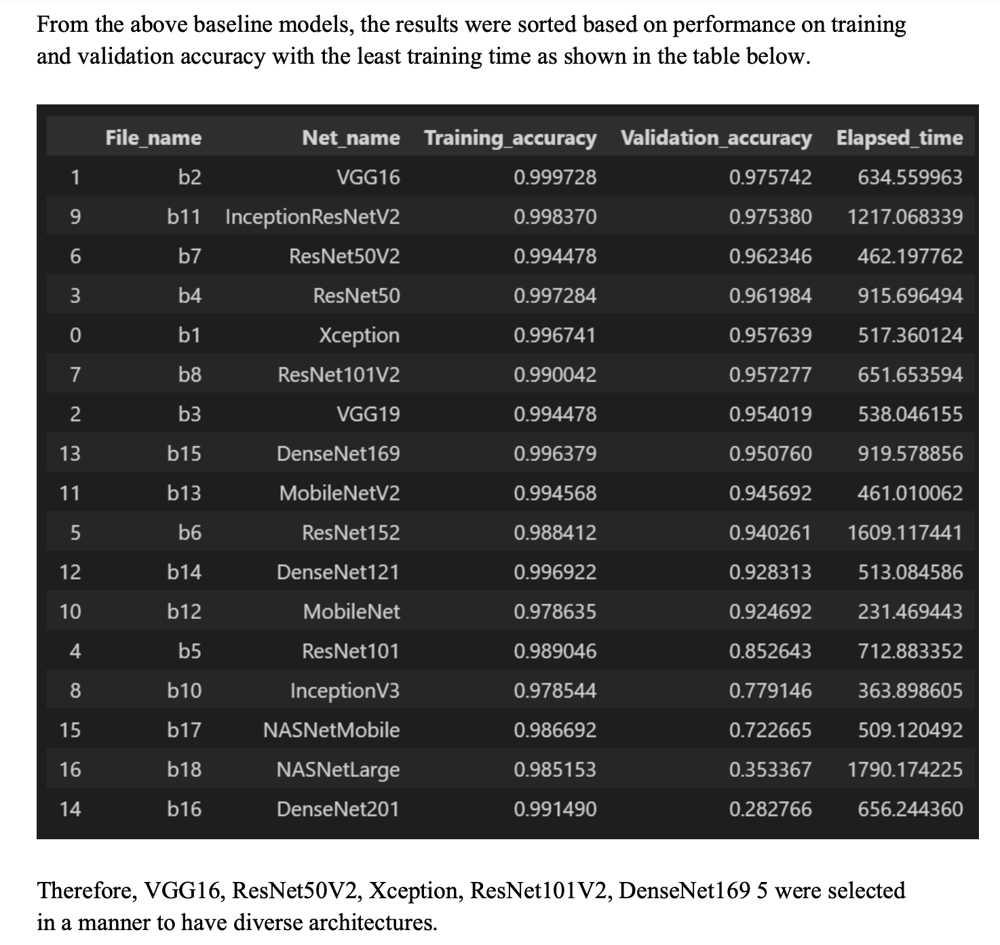 From the above baseline models, the results were sorted based on performance on training
and validation accuracy with the least training time as shown in the table below.
File_name Net_name Training_accuracy Validation_accuracy Elapsed_time
1 b2 VGG16 0.999728 0.975742 634.559963
9 b11 InceptionResNetV2 0.998370 0.975380 1217.068339
6 b7 ResNet50V2 0.994478 0.962346 462.197762
3 b4 ResNet50 0.997284 0.961984 915.696494
0 b1 Xception 0.996741 0.957639 517.360124
7 b8 ResNet101V2 0.990042 0.957277 651.653594
2 b3 VGG19 0.994478 0.954019 538.046155
13 b15 DenseNet169 0.996379 0.950760 919.578856
11 b13 MobileNetV2 0.994568 0.945692 461.010062
5 b6 ResNet152 0.988412 0.940261 1609.117441
12 b14 DenseNet121 0.996922 0.928313 513.084586
10 b12 MobileNet 0.978635 0.924692 231.469443
4 b5 ResNet101 0.989046 0.852643 712.883352
8 b10 InceptionV3 0.978544 0.779146 363.898605
15 b17 NASNetMobile 0.986692 0.722665 509.120492
16 b18 NASNetLarge 0.985153 0.353367 1790.174225
14 b16 DenseNet201 0.991490 0.282766 656.244360
Therefore, VGG16, ResNet50V2, Xception, ResNet101V2, DenseNet169 5 were selected
in a manner to have diverse architectures.